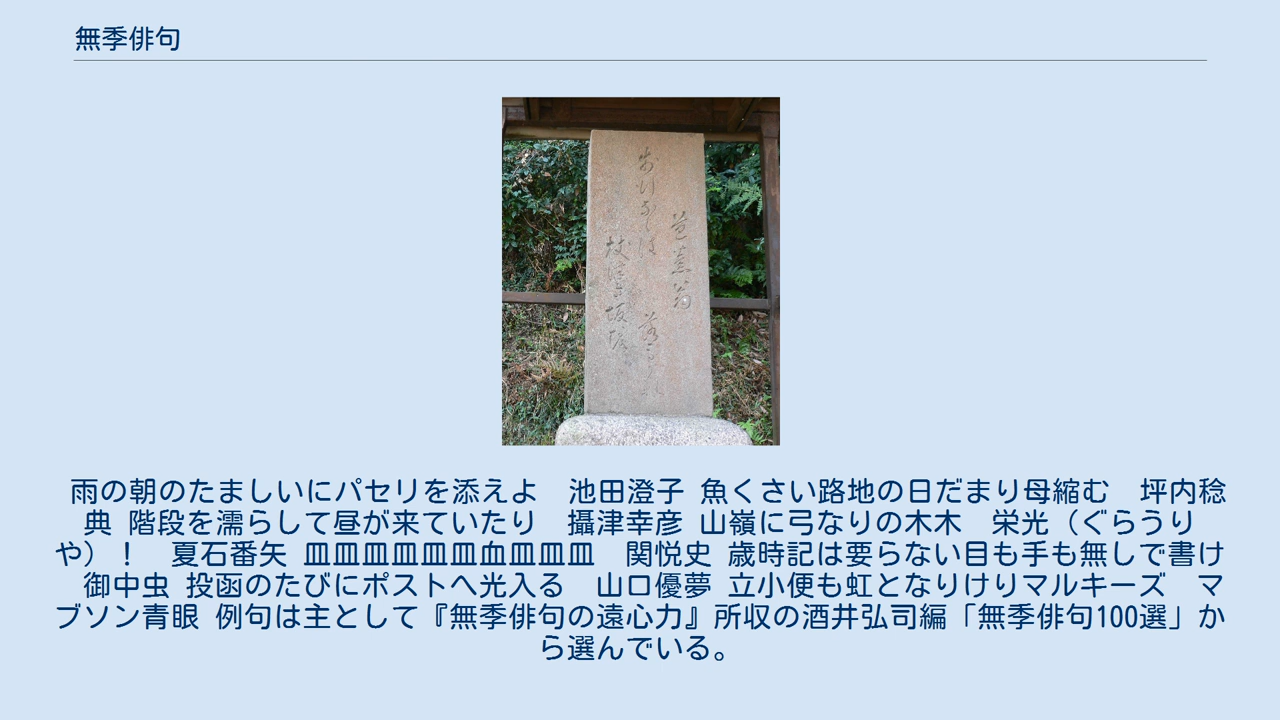 無季俳句
芭蕉翁
杖つき坂
雨の朝のたましいにパセリを添えよ　池田澄子 魚くさい路地の日だまり母縮む　坪内稔
典 階段を濡らして昼が来ていたり　攝津幸彦 山嶺に弓なりの木木　栄光（ぐらうり
や）！　夏石番矢 皿皿皿皿皿皿血皿皿皿　関悦史 歳時記は要らない目も手も無しで書け
御中虫 投函のたびにポストへ光入る　山口優夢 立小便も虹となりけりマルキーズ　マ
ブソン青眼 例句は主として『無季俳句の遠心力』所収の酒井弘司編「無季俳句100選」か
ら選んでいる。